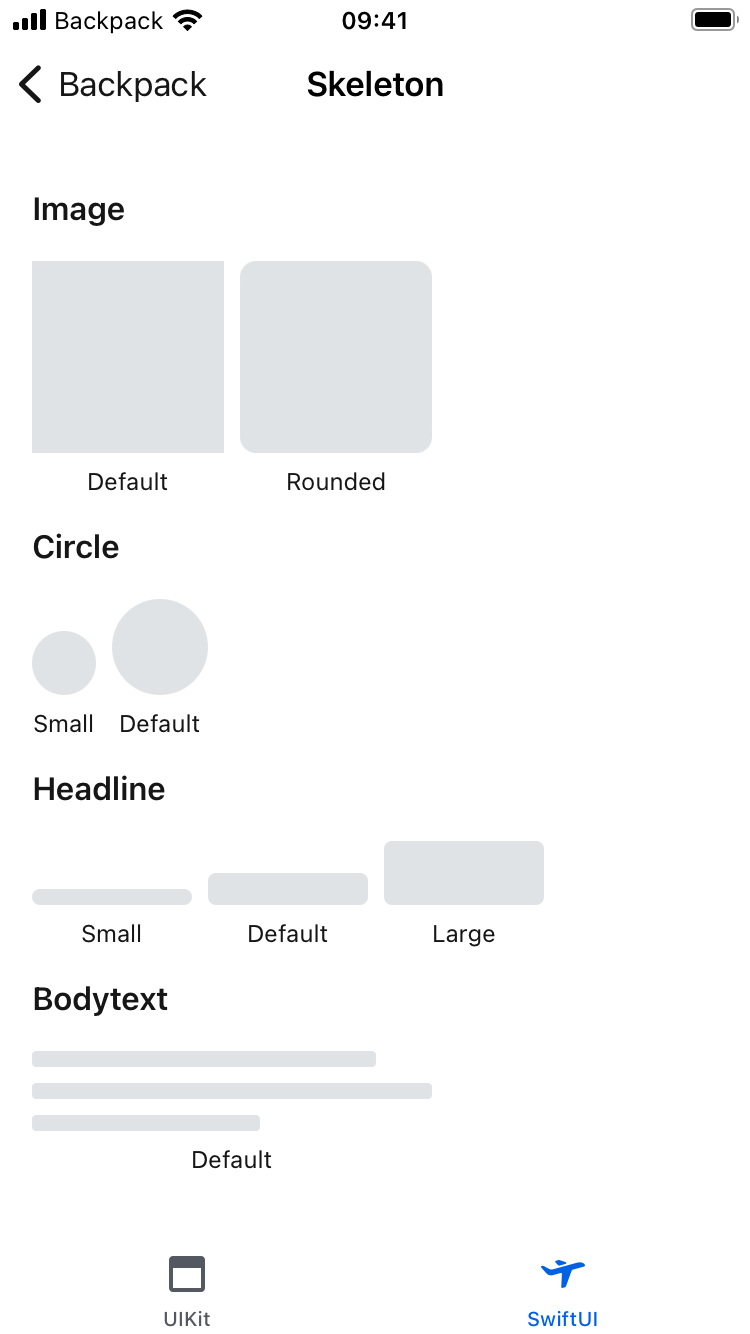 Backpack 09:41
Backpack Skeleton
Image
Default Rounded
Circle
Small Default
Headline
Small Default Large
Bodytext
Default
UIKit SwiftUI